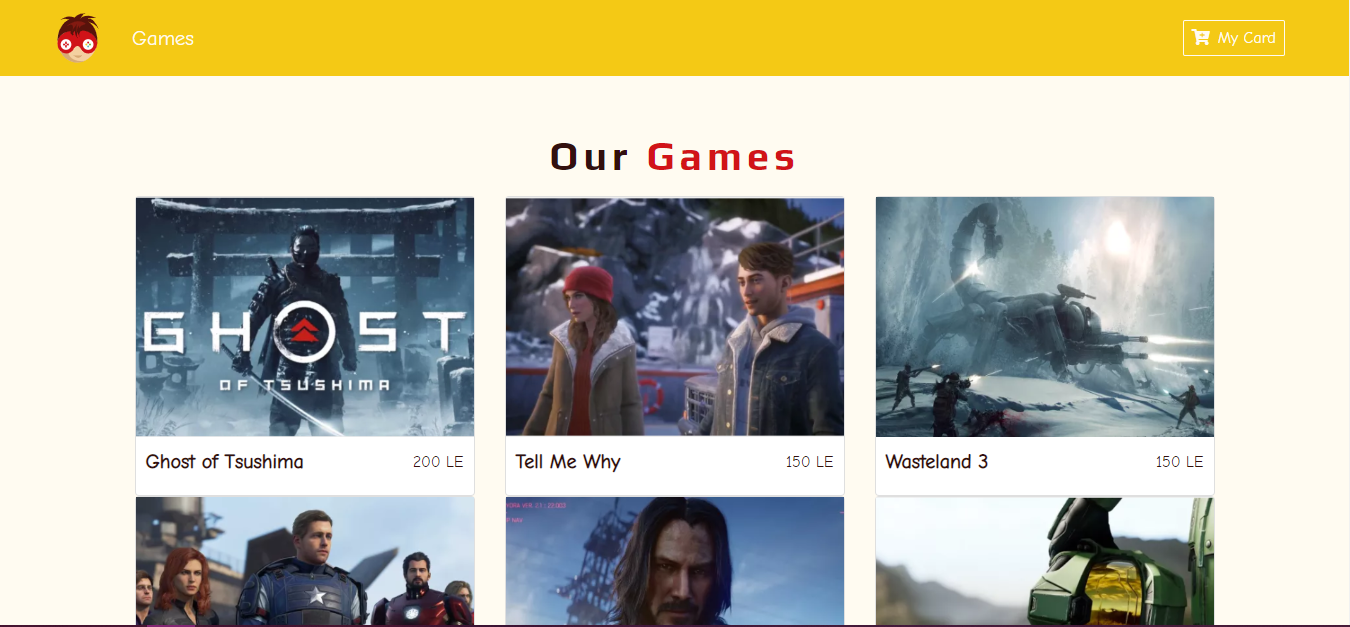 Games
My Card
Our Games
GHOST
OF TSUSHIMA
Ghost of Tsushima
200 LE
Tell Me Why
150 LE
Wasteland 3
150 LE